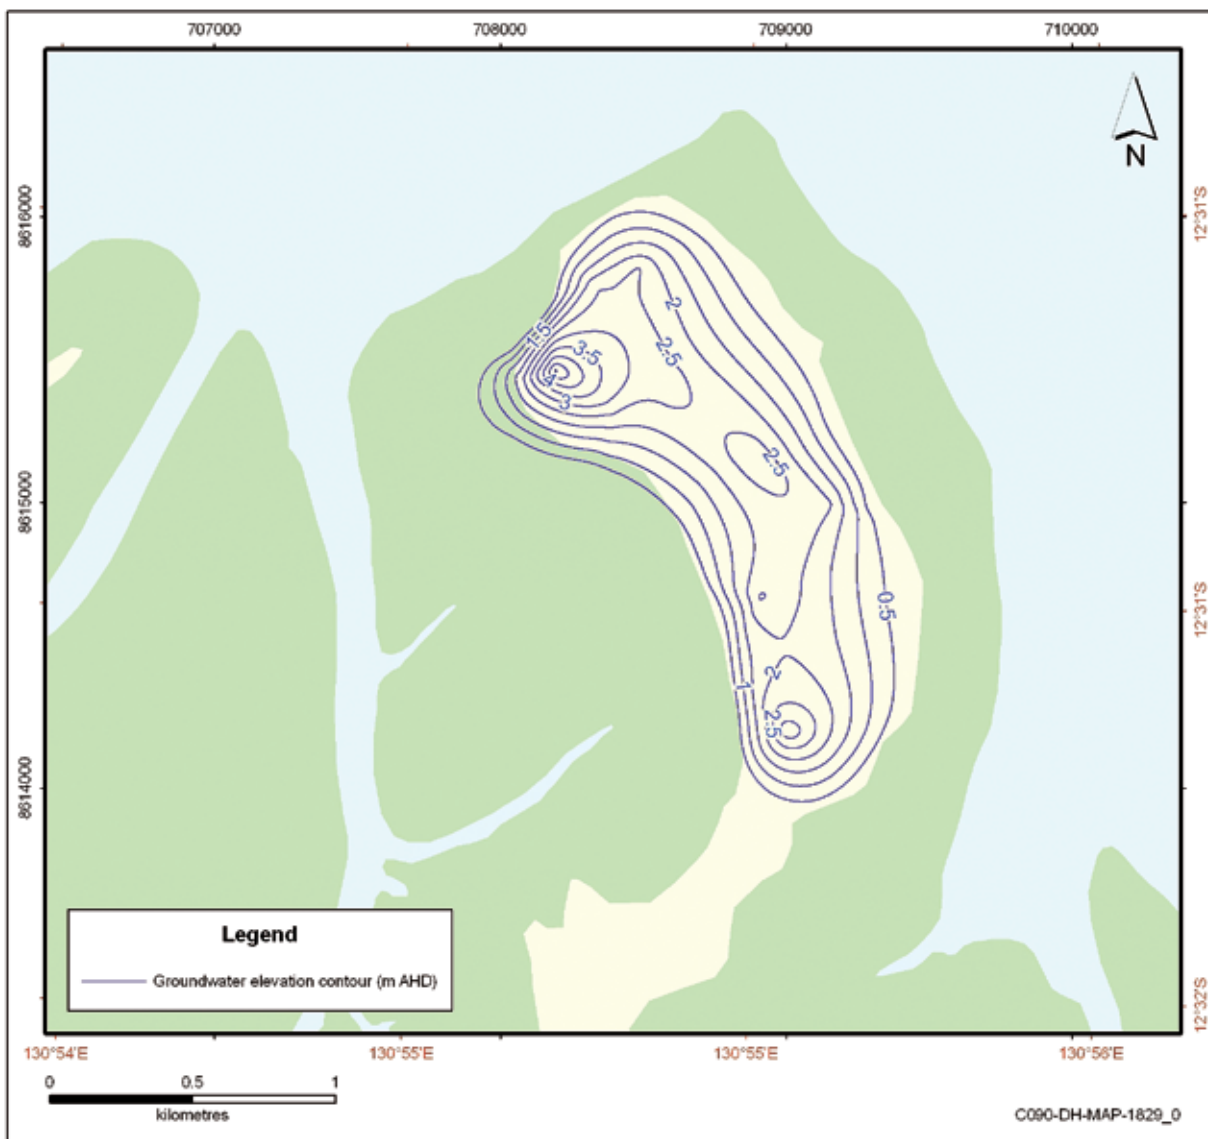 707000
708000
709000
710000
N
8616000
12°31'S
2
1.5
3.5
2.5
4
3
2.5
8615000
0.5
12°31'S
2
1
2.5
8614000
Legend
Groundwater elevation contour (m AHD)
12°32'S
130°54'E
130°55'E
130°55'E
130°56'E
0
0.5
1
kilometres
C090-DH-MAP-1829_0